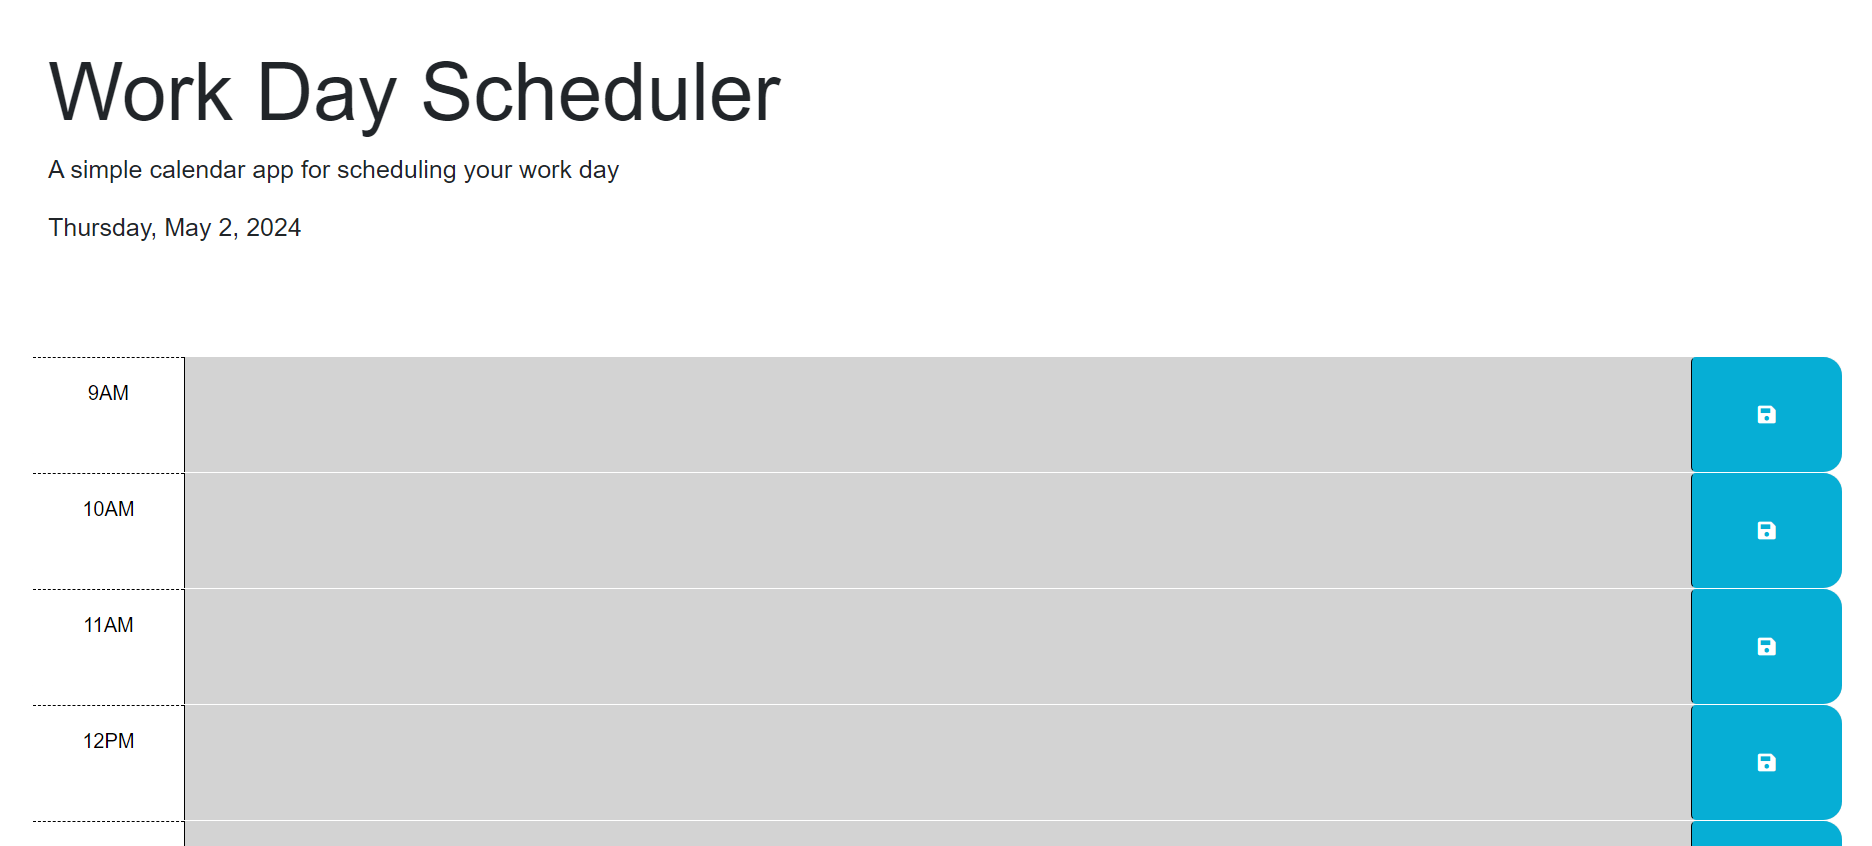 Work Day Scheduler
A simple calendar app for scheduling your work day
Thursday, May 2, 2024
9AM
10AM
11AM
12PM